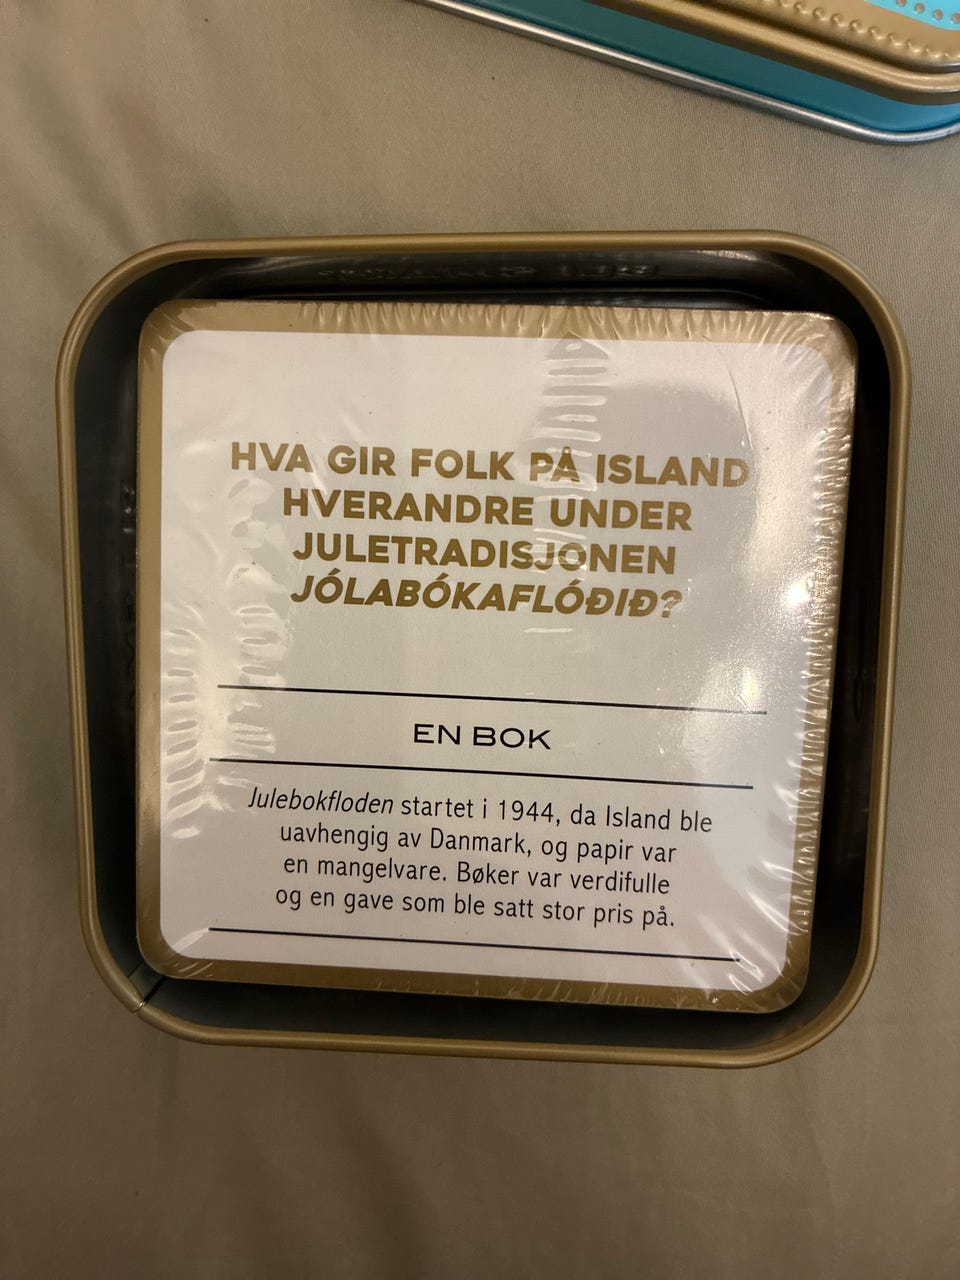 HVA GIR FOLK PÅ ISLAND
HVERANDRE UNDER
JULETRADISJONEN
JÓLABÓKAFLÓÐIÐ?
EN BOK
Julebokfloden startet i 1944, da Island ble
uavhengig av Danmark, og papir var
en mangelvare. Bøker var verdifulle
og en gave som ble satt stor pris på.